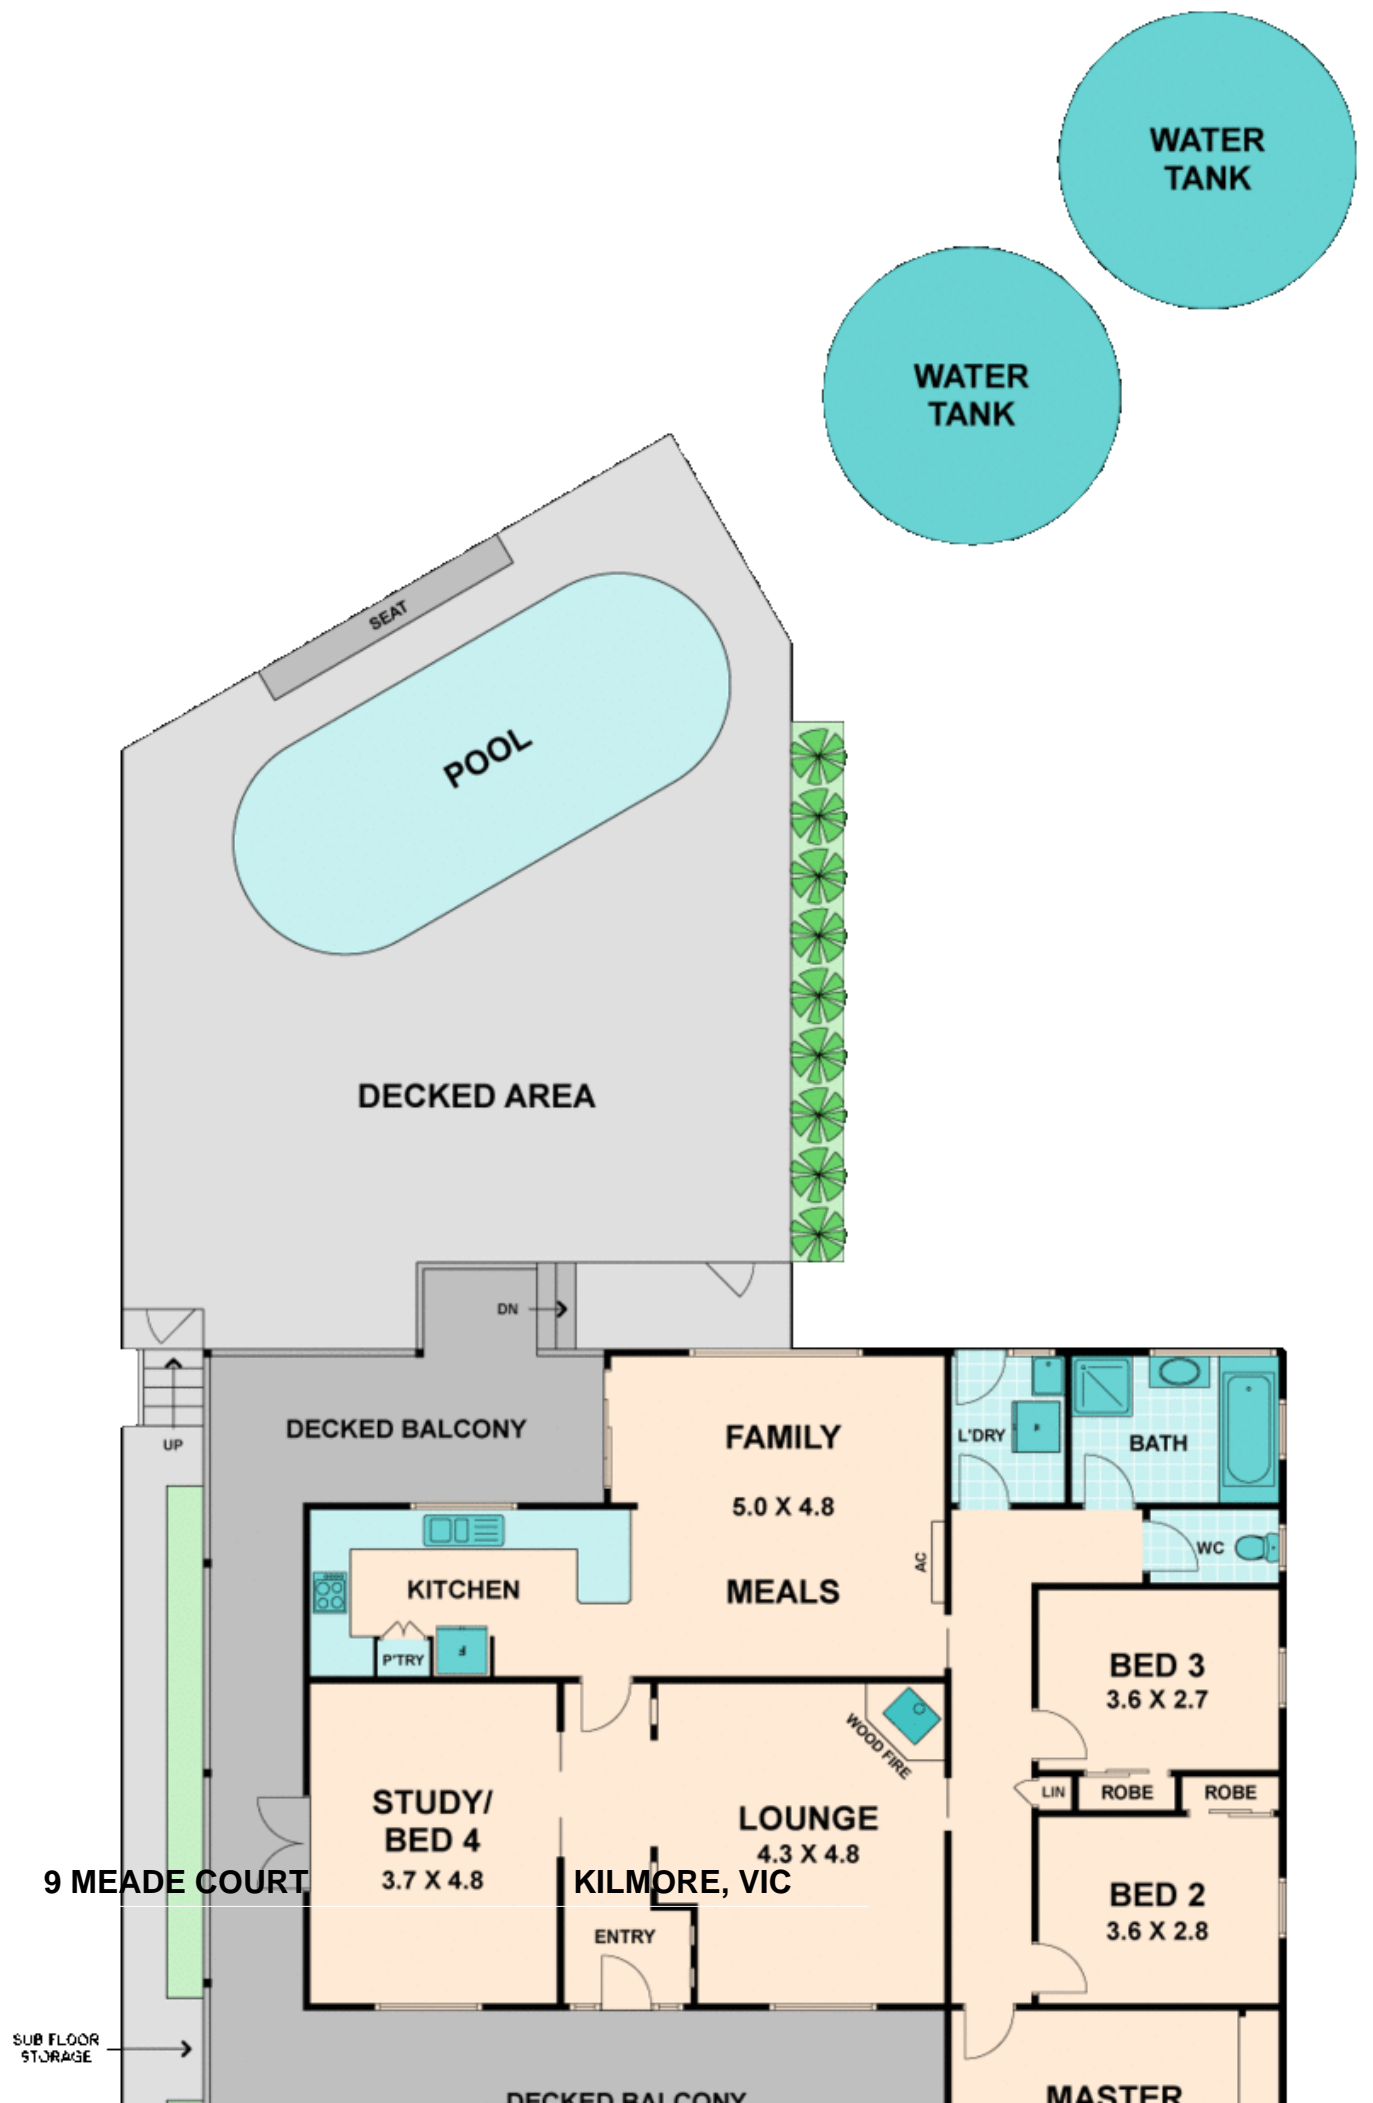 WATER
TANK
WATER
TANK
SEAT
POOL
DECKED AREA
DN
DECKED BALCONY
UP
FAMILY
5.0 X 4.8
L'DRY
BATH
WC
AC
KITCHEN
MEALS
P'TRY
F
BED 3
3.6 X 2.7
WOOD FIRE
LIN
ROBE
ROBE
STUDY/
BED 4
3.7 X 4.8
LOUNGE
4.3 X 4.8
9 MEADE COURT
KILMORE, VIC
BED 2
3.6 X 2.8
ENTRY
SUB FLOOR
STORAGE
DECKED BALCONY
MASTER